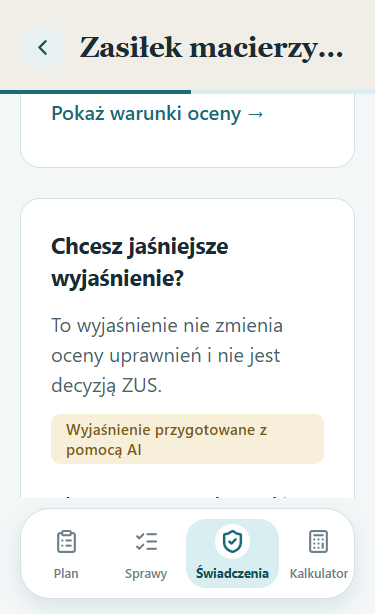 Zasiłek macierzy...
Pokaż warunki oceny →
Chcesz jaśniejsze
wyjaśnienie?
To wyjaśnienie nie zmienia
oceny uprawnień i nie jest
decyzją ZUS.
Wyjaśnienie przygotowane z
pomocą AI
Plan
Sprawy
Świadczenia
Kalkulator